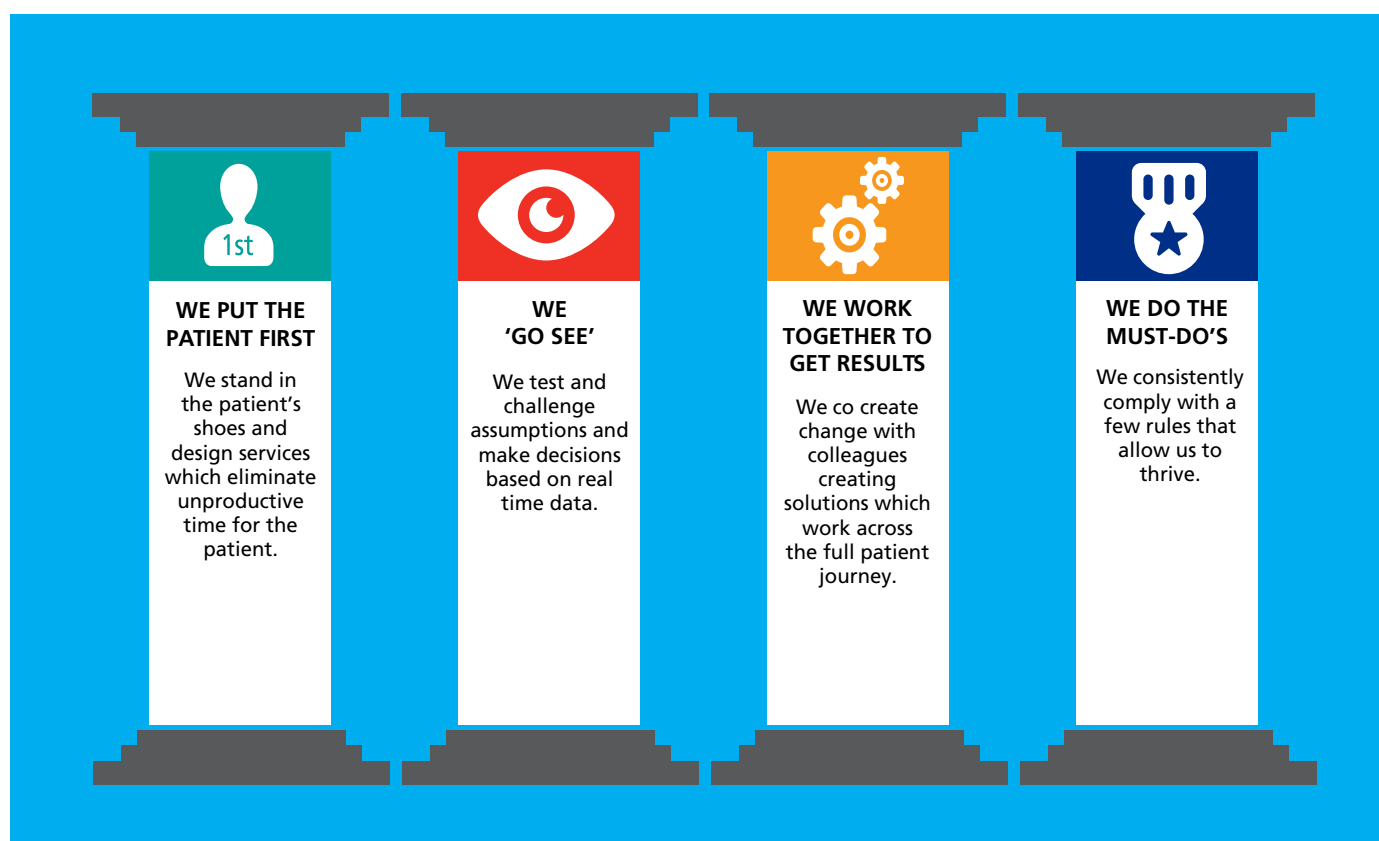 1st
WE PUT THE
PATIENT FIRST
We stand in
the patient's
shoes and
design services
which eliminate
unproductive
time for the
patient.
WE
'GO SEE'
We test and
challenge
assumptions and
make decisions
based on real
time data.
WE WORK
TOGETHER TO
GET RESULTS
We co create
change with
colleagues
creating
solutions which
work across
the full patient
journey.
WE DO THE
MUST-DO'S
We consistently
comply with a
few rules that
allow us to
thrive.